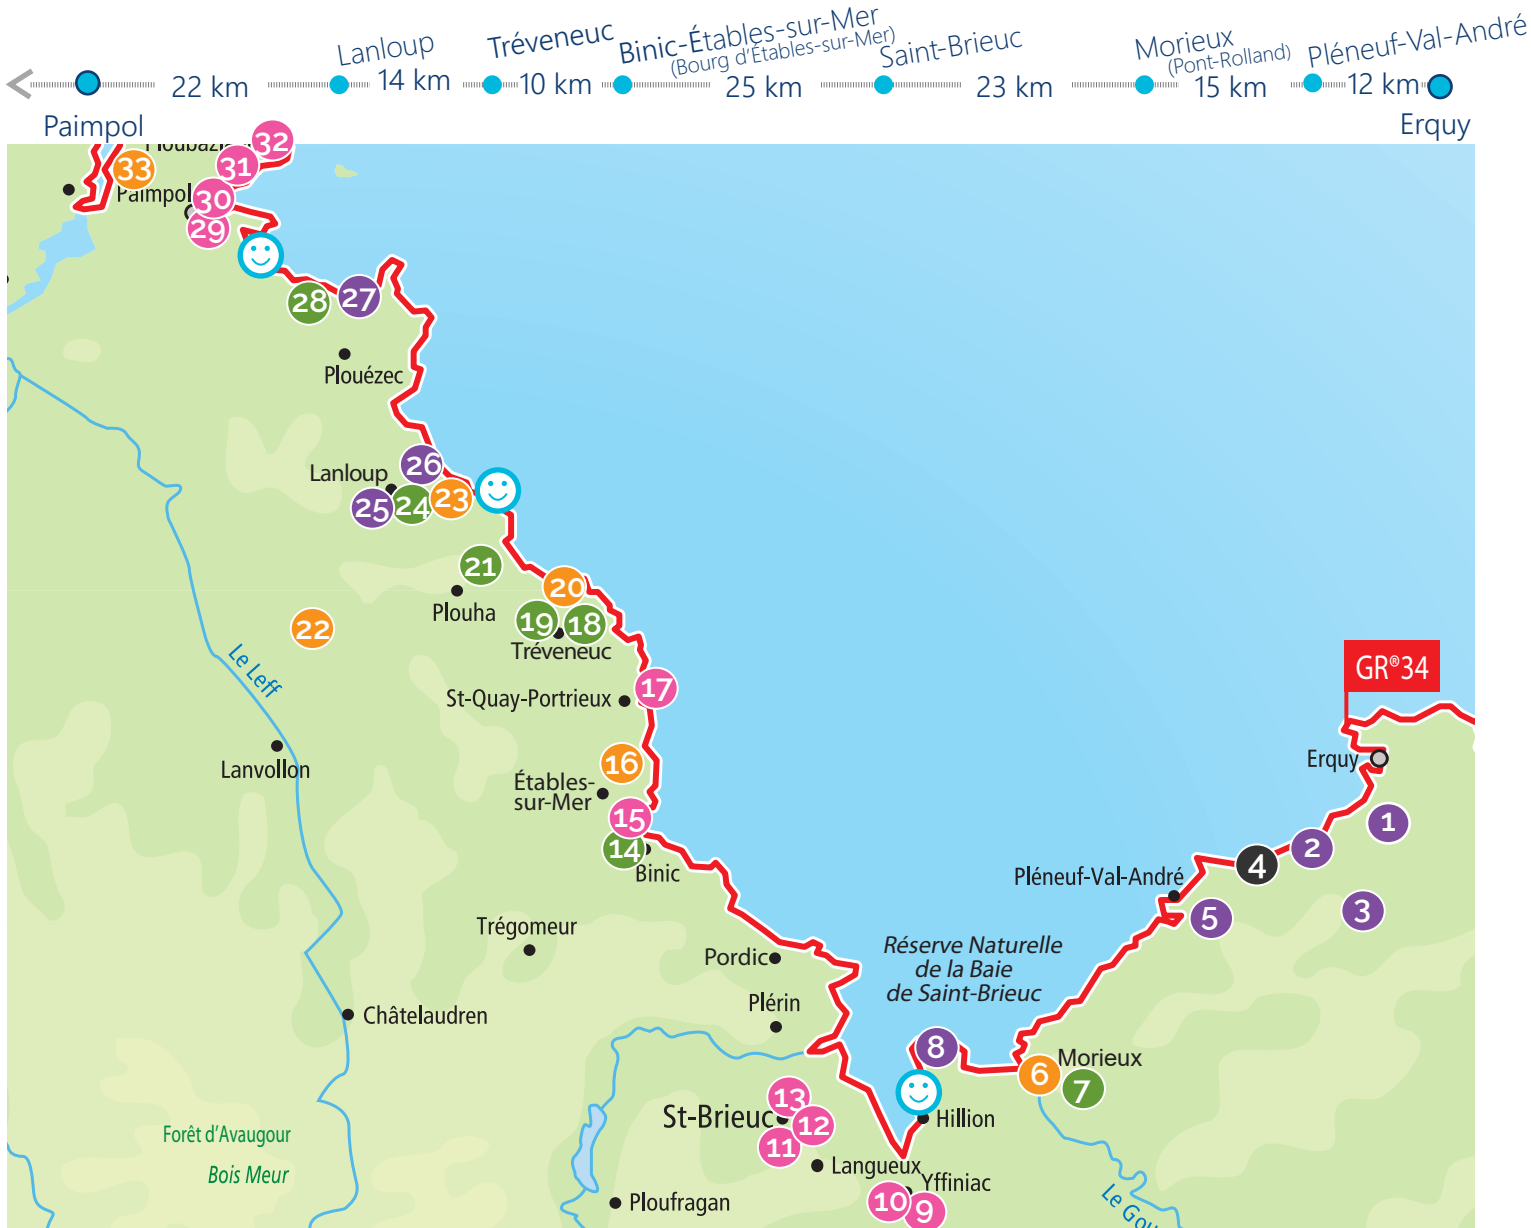 Lanloup
Tréveneuc
Binic-Étables-sur-Mer
(Bourg d'Étables-sur-Mer)
Saint-Brieuc
Morieux
(Pont-Rolland)
Pléneuf-Val-André
22 km
14 km
10 km
25 km
23 km
15 km
12 km
Paimpol
Erquy
32
31
33
Paimpol
30
29
28
27
Plouézec
26
Lanloup
25
24
23
21
20
Plouha
19
18
22
Tréveneuc
Le Leff
17
St-Quay-Portrieux
GR®34
Erquy
Lanvollon
16
Étables-
sur-Mer
15
14
Binic
1
2
4
Pléneuf-Val-André
5
3
Trégomeur
Pordic
Réserve Naturelle
de la Baie
de Saint-Brieuc
Plérin
Châtelaudren
8
Morieux
6
7
13
St-Brieuc
12
11
Hillion
Forêt d'Avaugour
Bois Meur
Langueux
Yffiniac
10
9
Ploufragan